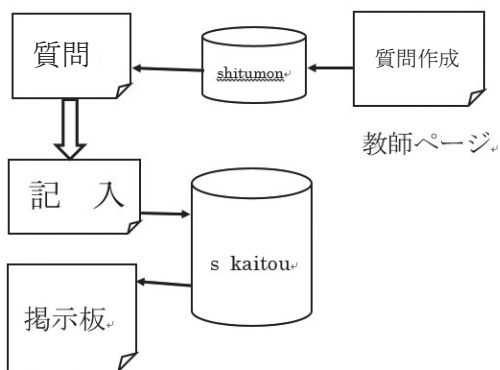 質問
shitumon
質問作成
教師ページ
記　入
s kaitou
掲示板